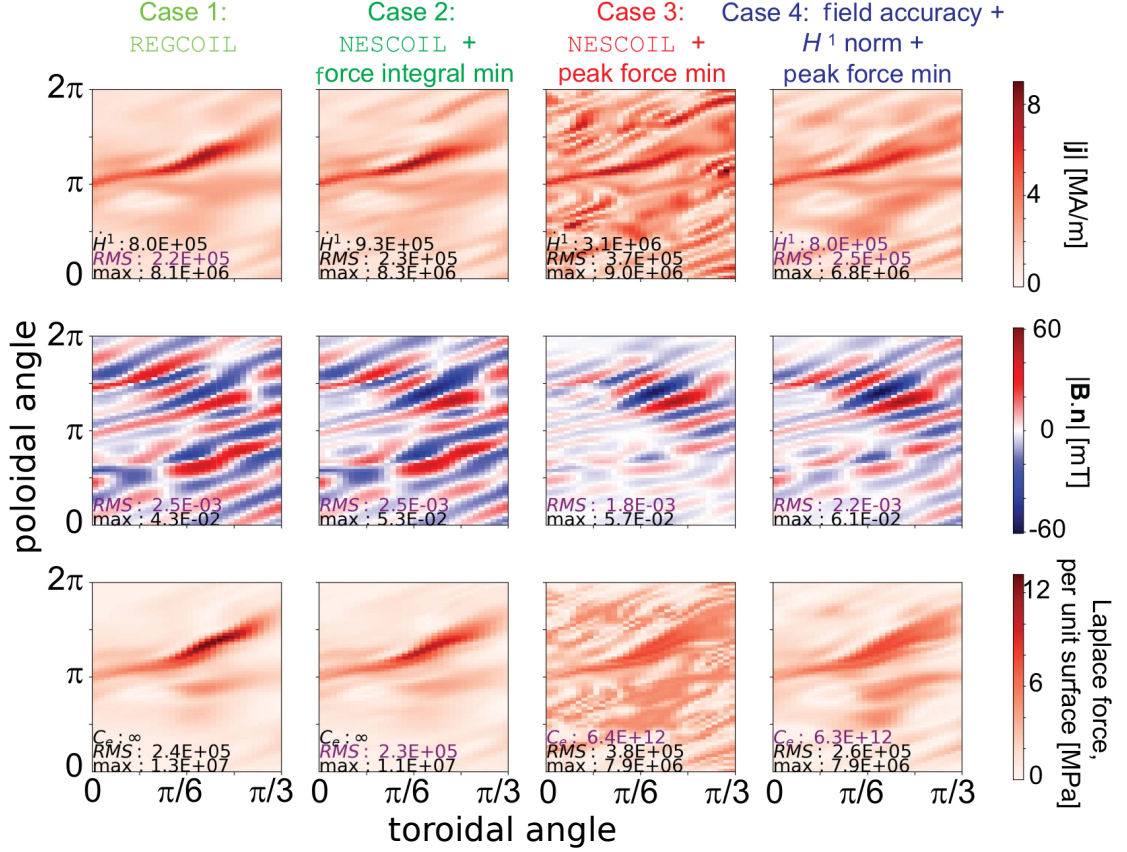 Case 1:
REGCOIL
Case 2:
NESCOIL +
force integral min
Case 3:
NESCOIL +
peak force min
Case 4: field accuracy +
H 1 norm +
peak force min
2π
π
0
Ḣ¹ : 8.0E+05
RMS : 2.2E+05
max : 8.1E+06
Ḣ¹ : 9.3E+05
RMS : 2.3E+05
max : 8.3E+06
Ḣ¹ : 3.1E+06
RMS : 3.7E+05
max : 9.0E+06
Ḣ¹ : 8.0E+05
RMS : 2.5E+05
max : 6.8E+06
8
4
0
|j| [MA/m]
poloidal angle
2π
π
0
RMS : 2.5E-03
max : 4.3E-02
RMS : 2.5E-03
max : 5.3E-02
RMS : 1.8E-03
max : 5.7E-02
RMS : 2.2E-03
max : 6.1E-02
60
0
-60
|B.n| [mT]
2π
π
0
Cₑ : ∞
RMS : 2.4E+05
max : 1.3E+07
Cₑ : ∞
RMS : 2.3E+05
max : 1.1E+07
Cₑ : 6.4E+12
RMS : 3.8E+05
max : 7.9E+06
Cₑ : 6.3E+12
RMS : 2.6E+05
max : 7.9E+06
12
6
0
Laplace force,
per unit surface [MPa]
0 π/6 π/3
0 π/6 π/3
0 π/6 π/3
0 π/6 π/3
toroidal angle